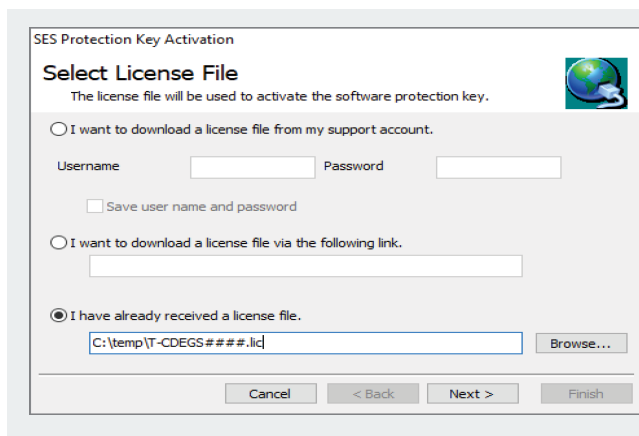 SES Protection Key Activation
Select License File
The license file will be used to activate the software protection key.
I want to download a license file from my support account.
Username Password
Save user name and password
I want to download a license file via the following link.
I have already received a license file.
C:\temp\T-CDEGS####.lic Browse...
Cancel < Back Next > Finish